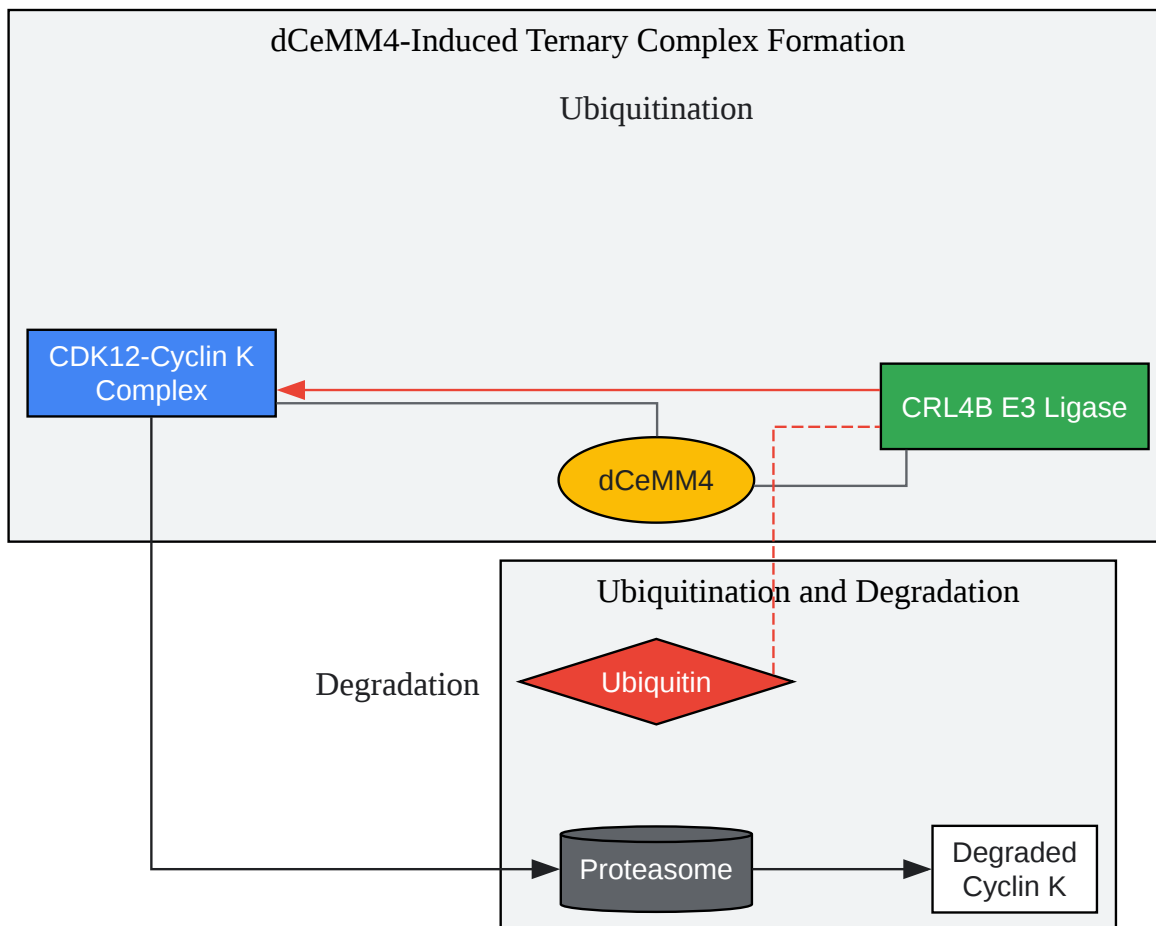 dCeMM4-Induced Ternary Complex Formation
Ubiquitination
CDK12-Cyclin K
Complex
CRL4B E3 Ligase
dCeMM4
Ubiquitination and Degradation
Degradation
Ubiquitin
Proteasome
Degraded
Cyclin K